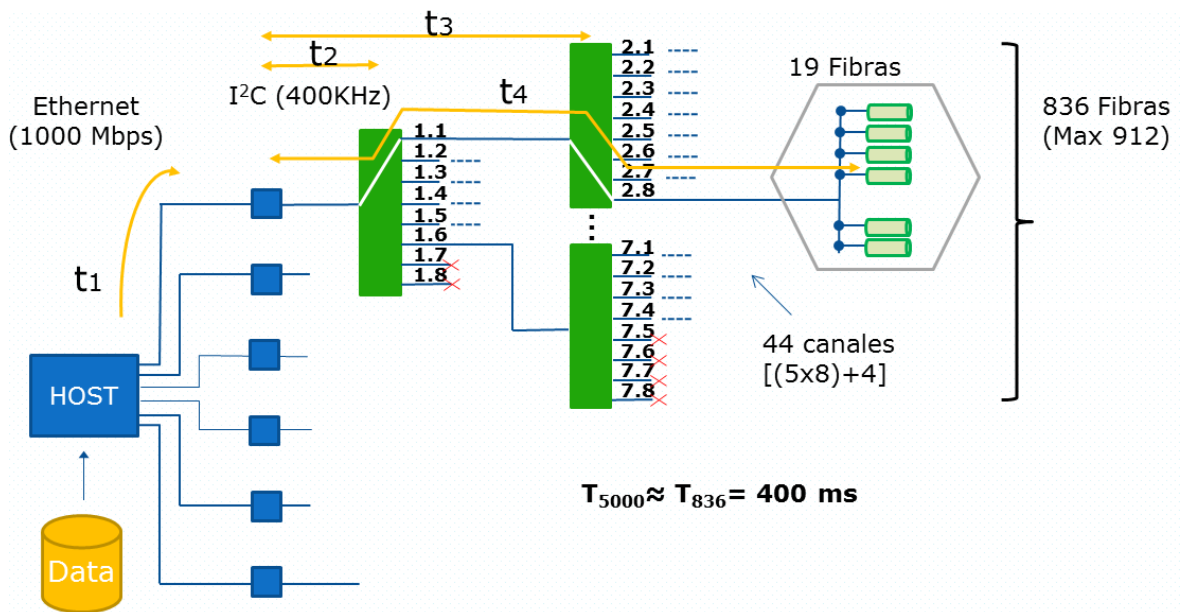 t3
t2
I²C (400KHz)
t4
Ethernet
(1000 Mbps)
t1
HOST
Data
1.1
1.2
1.3
1.4
1.5
1.6
1.7
1.8
2.1
2.2
2.3
2.4
2.5
2.6
2.7
2.8
7.1
7.2
7.3
7.4
7.5
7.6
7.7
7.8
19 Fibras
836 Fibras
(Max 912)
44 canales
[(5x8)+4]
T5000≈ T836= 400 ms